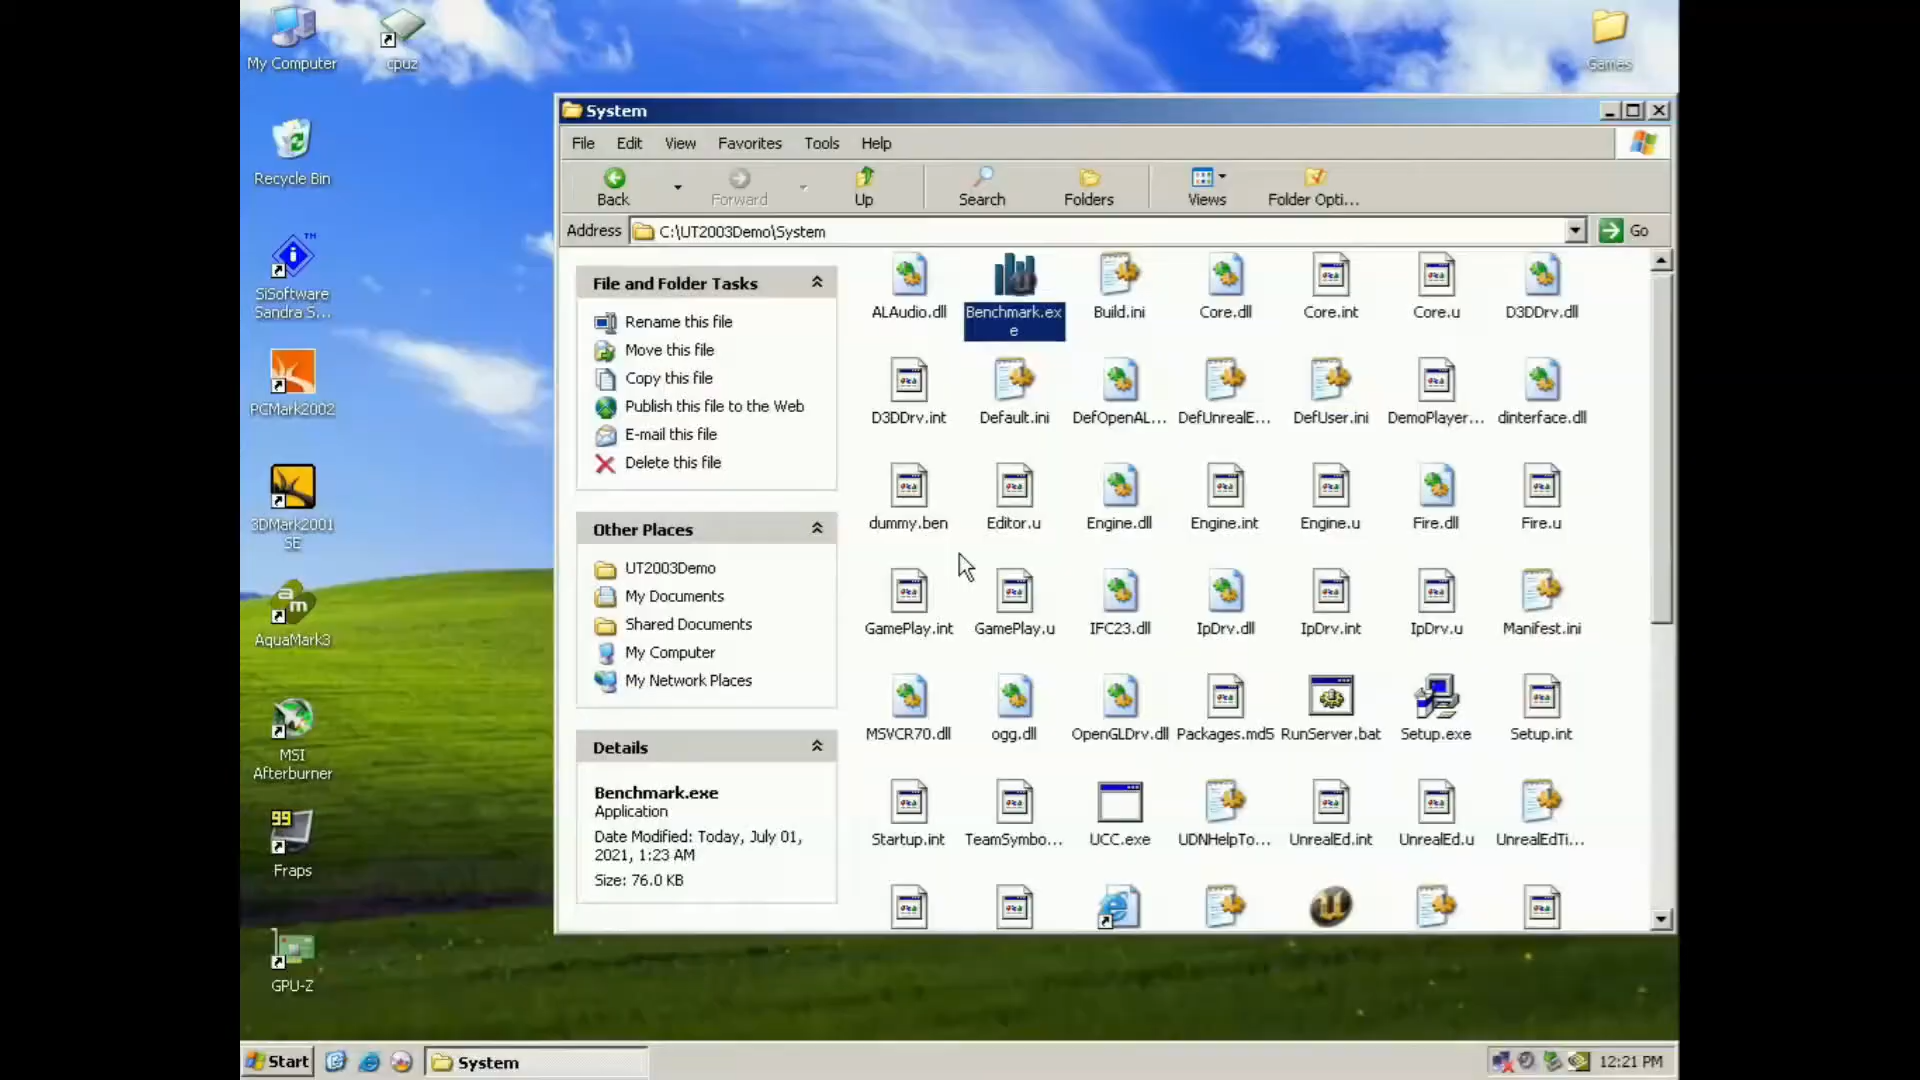 My Computer
cpuz
Games
Recycle Bin
TM
SiSoftware
Sandra S...
PCMark2002
3DMark2001
SE
am
AquaMark3
MSI
Afterburner
99
Fraps
GPU-Z
System
File Edit View Favorites Tools Help
Back Forward Up Search Folders Views Folder Opti...
Address C:\UT2003Demo\System Go
File and Folder Tasks
Rename this file
Move this file
Copy this file
Publish this file to the Web
E-mail this file
Delete this file
Other Places
UT2003Demo
My Documents
Shared Documents
My Computer
My Network Places
Details
Benchmark.exe
Application
Date Modified: Today, July 01,
2021, 1:23 AM
Size: 76.0 KB
ALAudio.dll Benchmark.ex Build.ini Core.dll Core.int Core.u D3DDrv.dll
e
D3DDrv.int Default.ini DefOpenAL... DefUnrealE... DefUser.ini DemoPlayer... dinterface.dll
dummy.ben Editor.u Engine.dll Engine.int Engine.u Fire.dll Fire.u
GamePlay.int GamePlay.u IFC23.dll IpDrv.dll IpDrv.int IpDrv.u Manifest.ini
MSVCR70.dll ogg.dll OpenGLDrv.dll Packages.md5 RunServer.bat Setup.exe Setup.int
Startup.int TeamSymbo... UCC.exe UDNHelpTo... UnrealEd.int UnrealEd.u UnrealEdTi...
Start System 12:21 PM